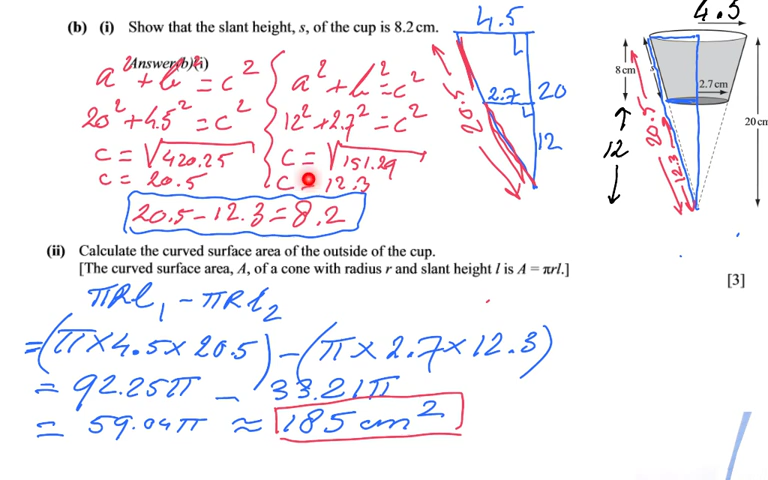 (b) (i) Show that the slant height, s, of the cup is 8.2 cm.
Answer(b)(i)
a² + b² = c²
20² + 4.5² = c²
c = √420.25
c = 20.5
a² + b² = c²
12² + 2.7² = c²
c = √151.29
c = 12.3
20.5 - 12.3 = 8.2
4.5
20.5
2.7
20
12
4.5
8 cm
s
2.7 cm
20 cm
12
20.5
12.3
(ii) Calculate the curved surface area of the outside of the cup.
[The curved surface area, A, of a cone with radius r and slant height l is A = πrl.]
[3]
πRl₁ - πRl₂
= (π × 4.5 × 20.5) - (π × 2.7 × 12.3)
= 92.25π - 33.21π
= 59.04π ≈ 185 cm²